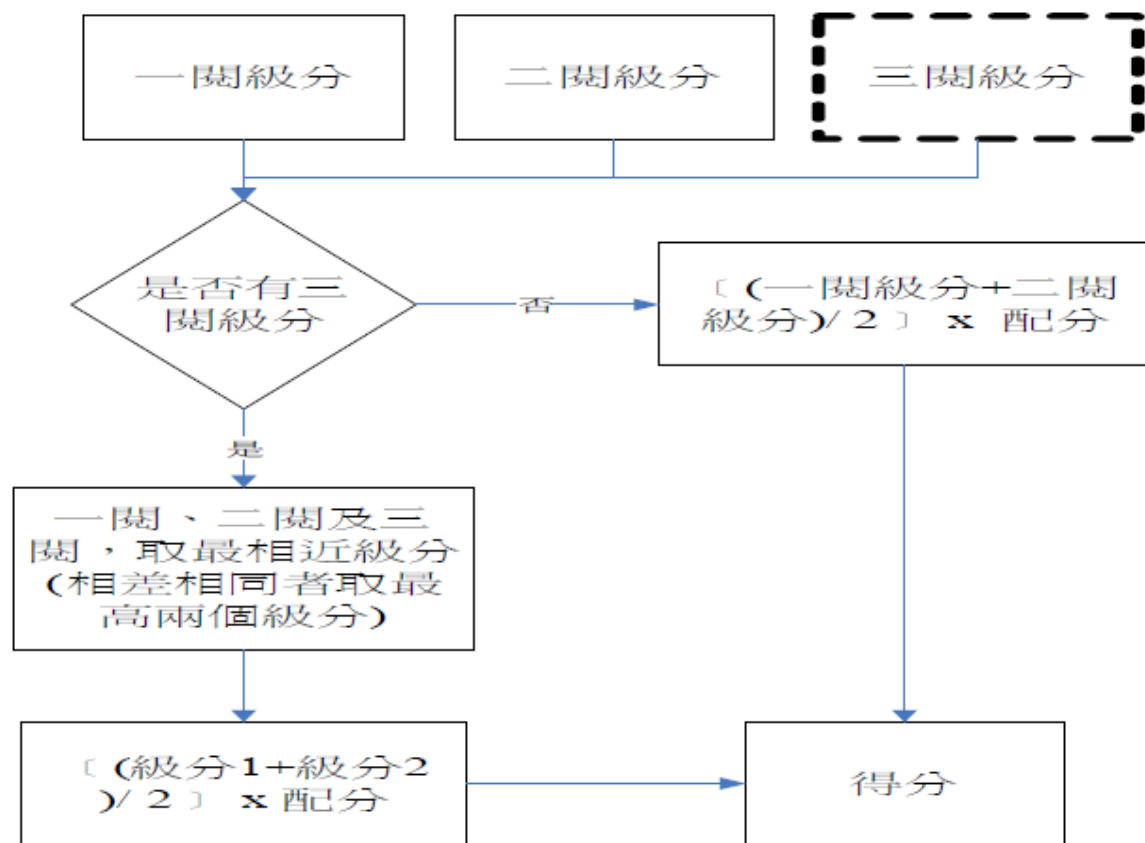 一閱級分
二閱級分
三閱級分
是否有三
閱級分
否
﹝(一閱級分+二閱
級分)/2﹞ x 配分
是
一閱、二閱及三
閱，取最相近級分
(相差相同者取最
高兩個級分)
﹝(級分1+級分2
)/2﹞ x 配分
得分